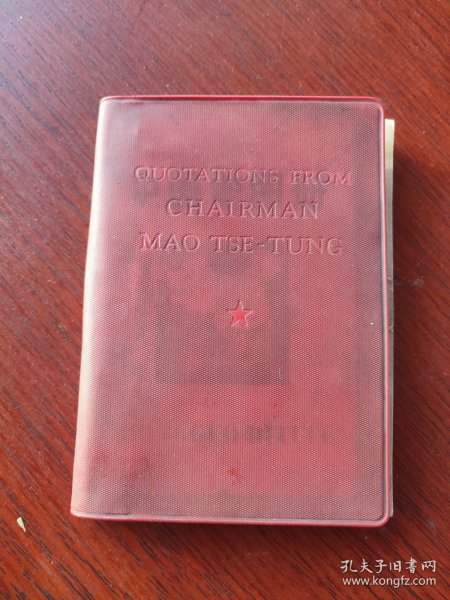 QUOTATIONS FROM
CHAIRMAN
MAO TSE-TUNG
孔夫子旧书网
www.kongfz.com